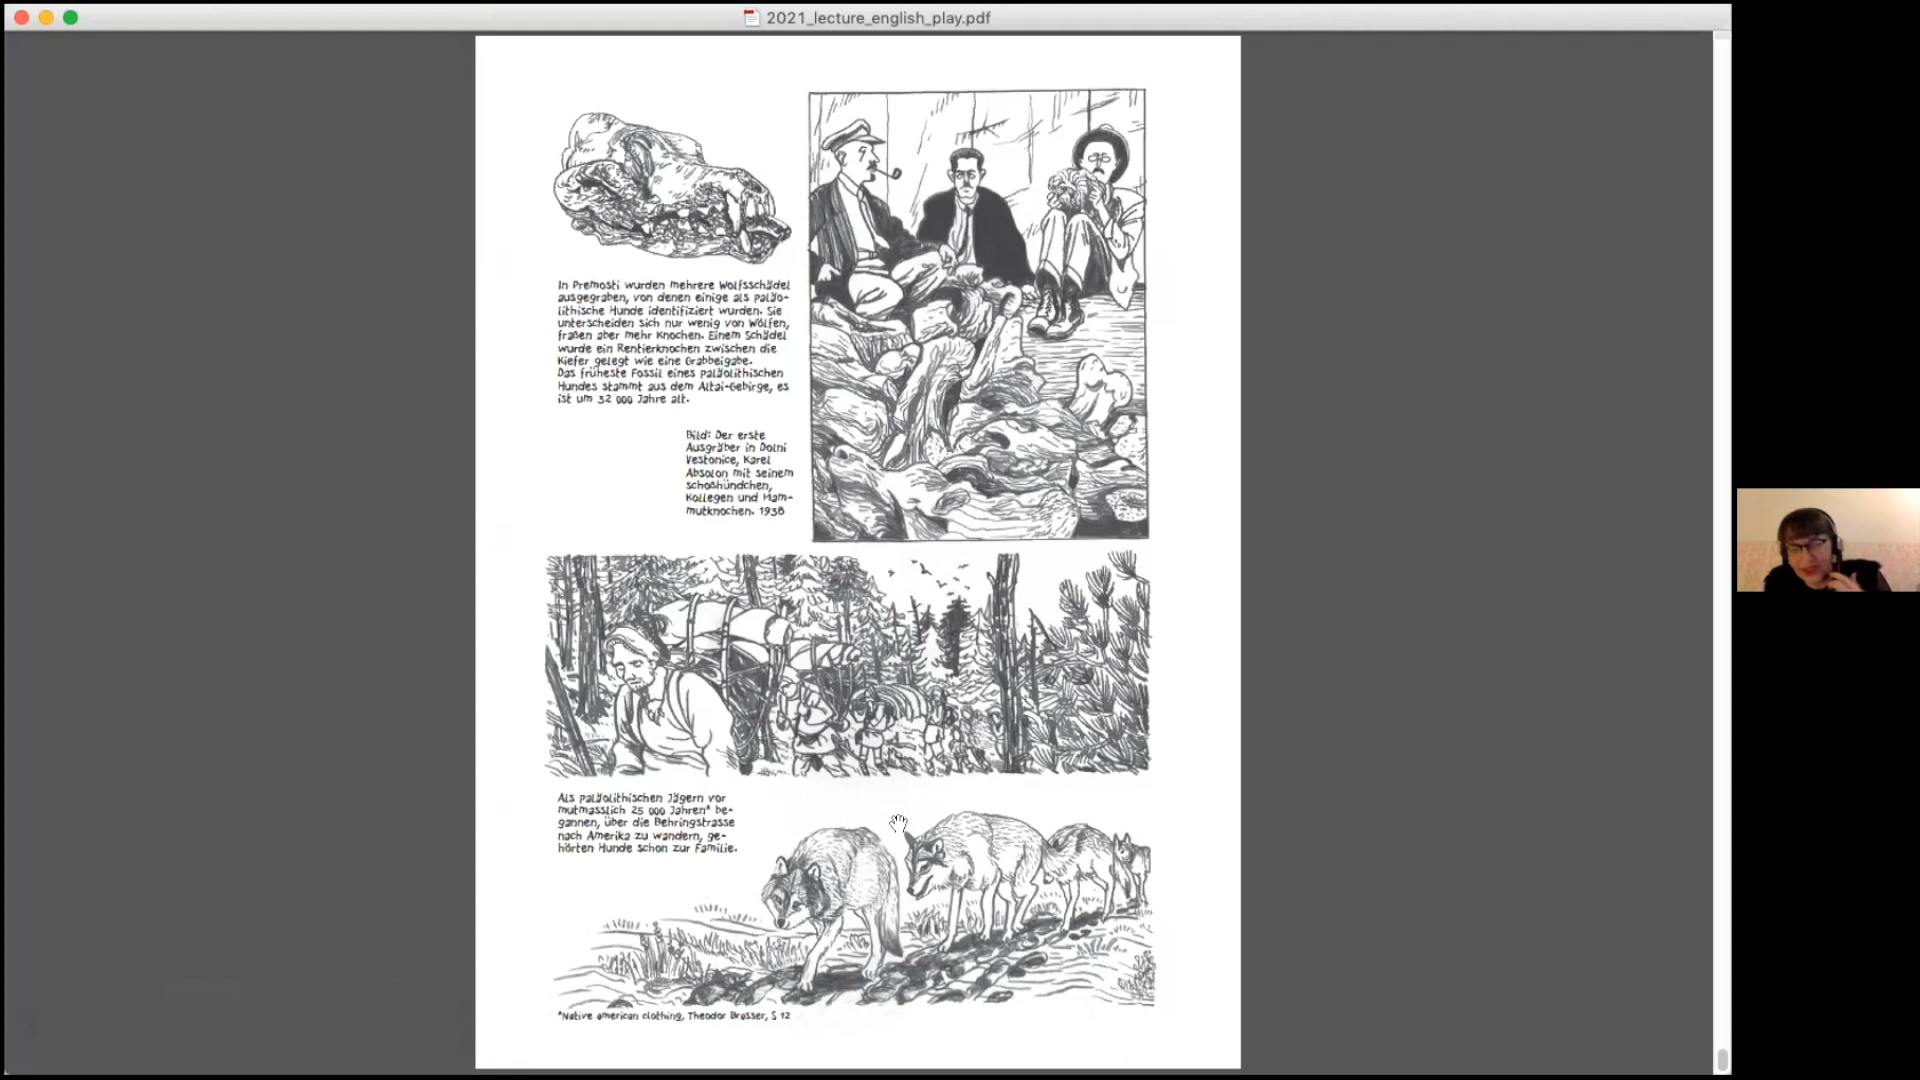 2021_lecture_english_play.pdf
In Predmosti wurden mehrere Wolfsschädel
ausgegraben, von denen einige als paläo-
lithische Hunde identifiziert wurden. Sie
unterscheiden sich nur wenig von Wölfen,
fraßen aber mehr Knochen. Einem Schädel
wurde ein Rentierknochen zwischen die
Kiefer gelegt wie eine Grabbeigabe.
Das früheste Fossil eines paläolithischen
Hundes stammt aus dem Altai-Gebirge, es
ist um 32 000 Jahre alt.
Bild: Der erste
Ausgräber in Dolni
Vestonice, Karel
Absolon mit seinem
schoßhündchen,
Kollegen und Mam-
mutknochen. 1938
Als paläolithischen Jägern vor
mutmasslich 25 000 Jahren* be-
gannen, über die Behringstrasse
nach Amerika zu wandern, ge-
hörten Hunde schon zur Familie.
*Native american clothing, Theodor Brasser, S 12